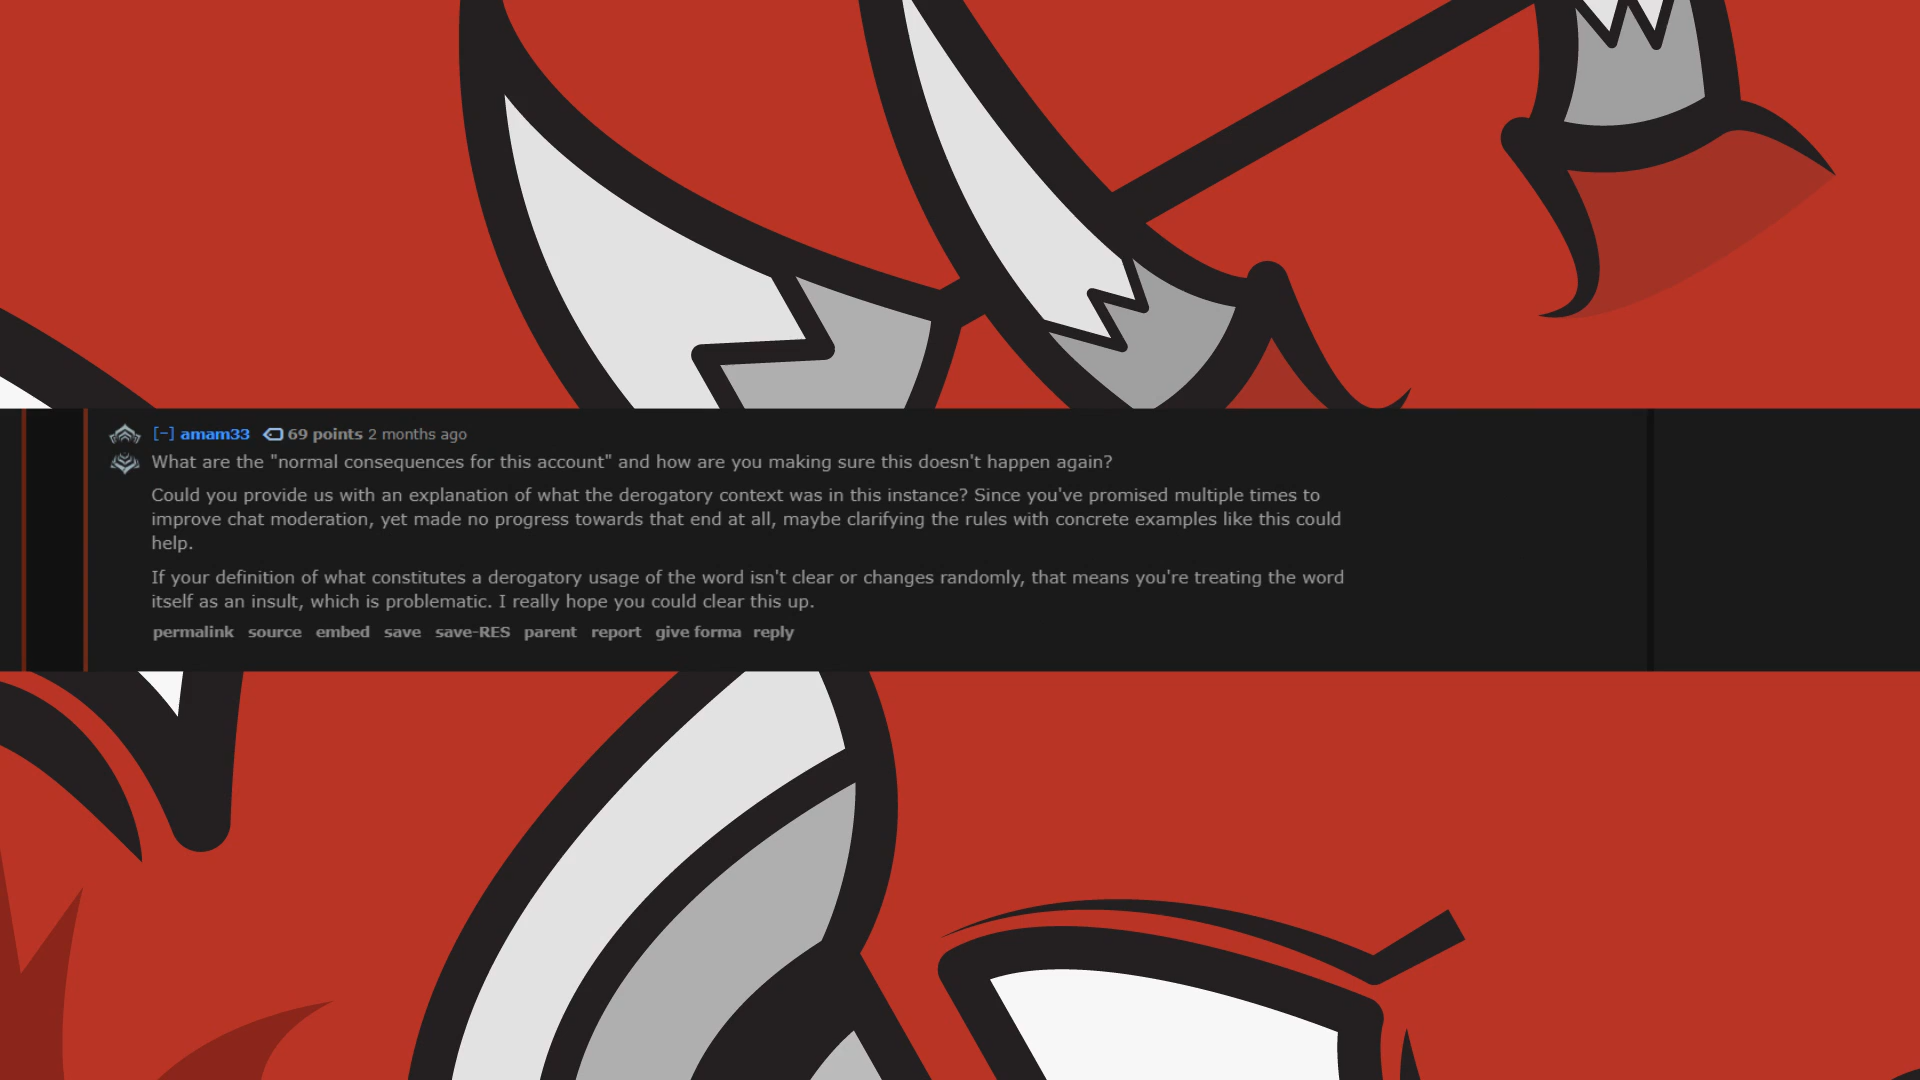 [-] amam33 69 points 2 months ago
What are the "normal consequences for this account" and how are you making sure this doesn't happen again?
Could you provide us with an explanation of what the derogatory context was in this instance? Since you've promised multiple times to
improve chat moderation, yet made no progress towards that end at all, maybe clarifying the rules with concrete examples like this could
help.
If your definition of what constitutes a derogatory usage of the word isn't clear or changes randomly, that means you're treating the word
itself as an insult, which is problematic. I really hope you could clear this up.
permalink source embed save save-RES parent report give forma reply